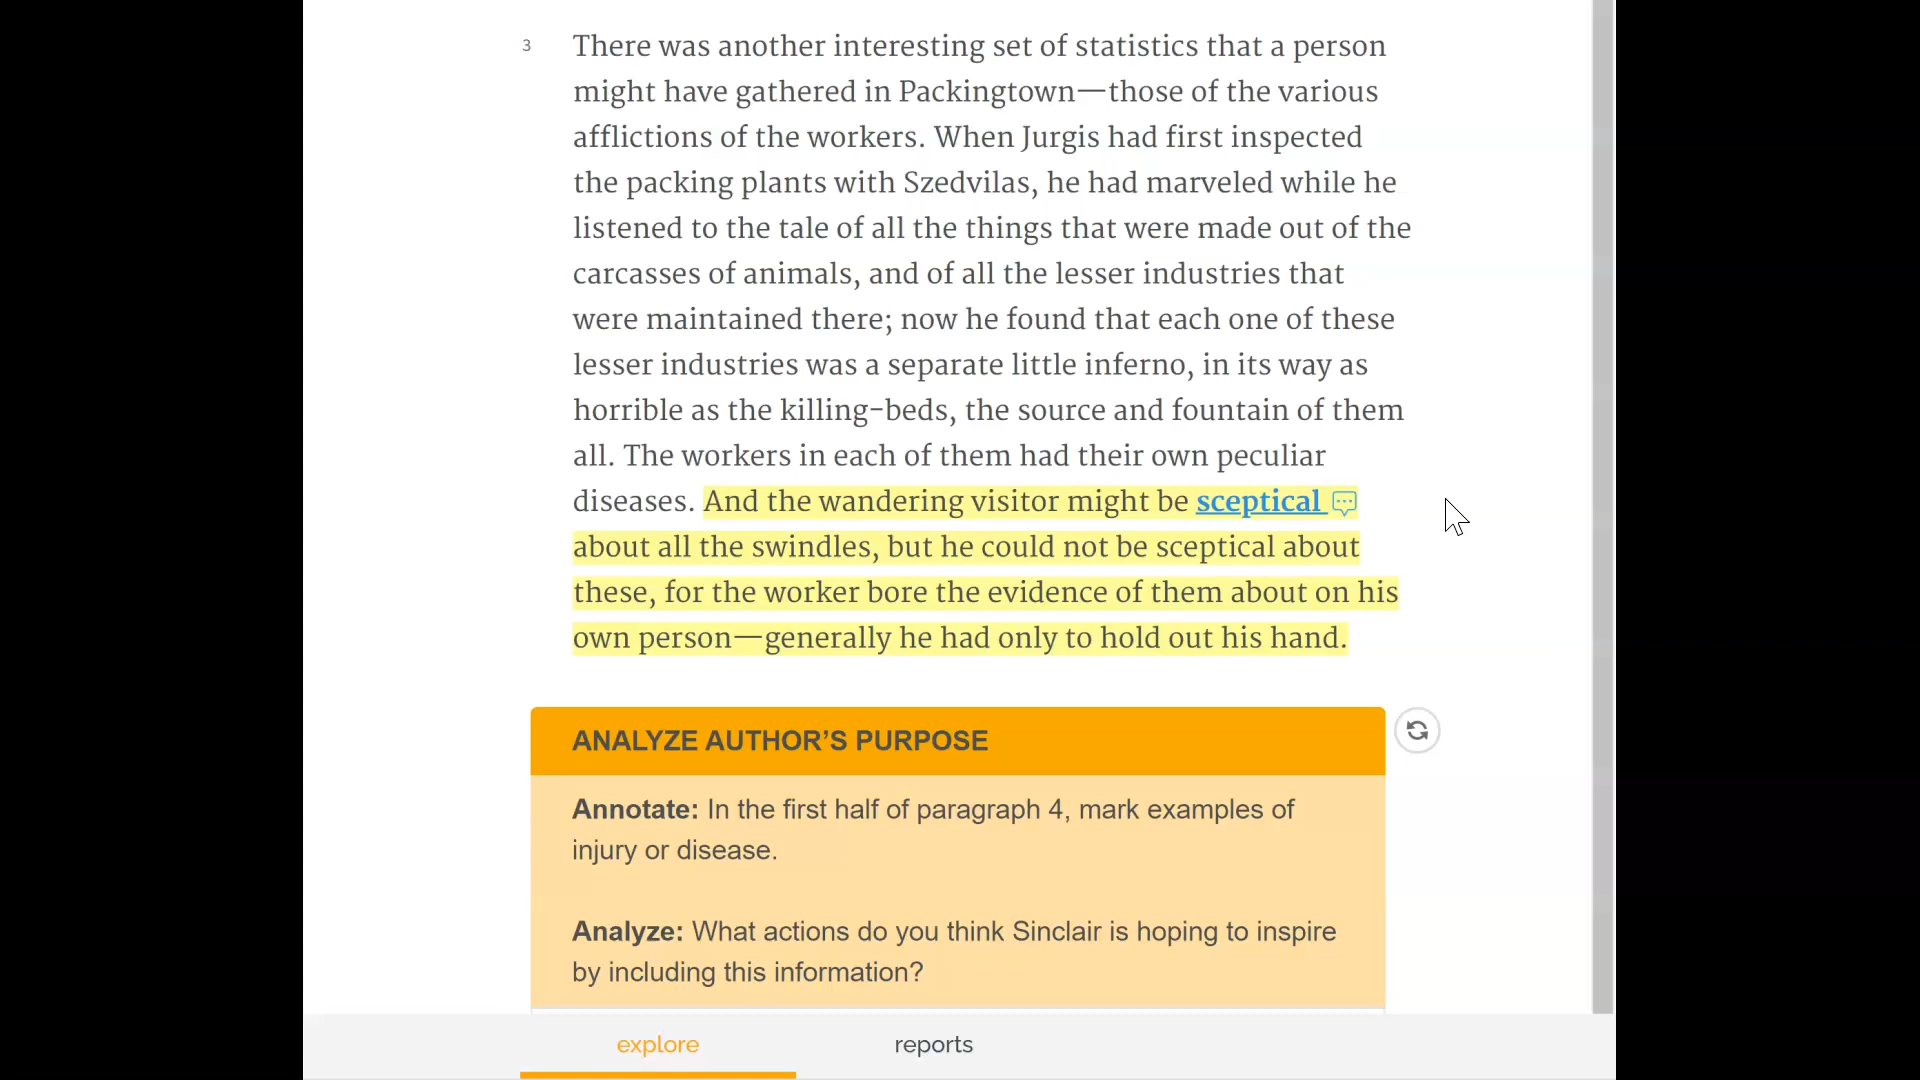 3
There was another interesting set of statistics that a person
might have gathered in Packingtown—those of the various
afflictions of the workers. When Jurgis had first inspected
the packing plants with Szedvilas, he had marveled while he
listened to the tale of all the things that were made out of the
carcasses of animals, and of all the lesser industries that
were maintained there; now he found that each one of these
lesser industries was a separate little inferno, in its way as
horrible as the killing-beds, the source and fountain of them
all. The workers in each of them had their own peculiar
diseases. And the wandering visitor might be sceptical
about all the swindles, but he could not be sceptical about
these, for the worker bore the evidence of them about on his
own person—generally he had only to hold out his hand.
ANALYZE AUTHOR’S PURPOSE
Annotate: In the first half of paragraph 4, mark examples of
injury or disease.
Analyze: What actions do you think Sinclair is hoping to inspire
by including this information?
explore reports